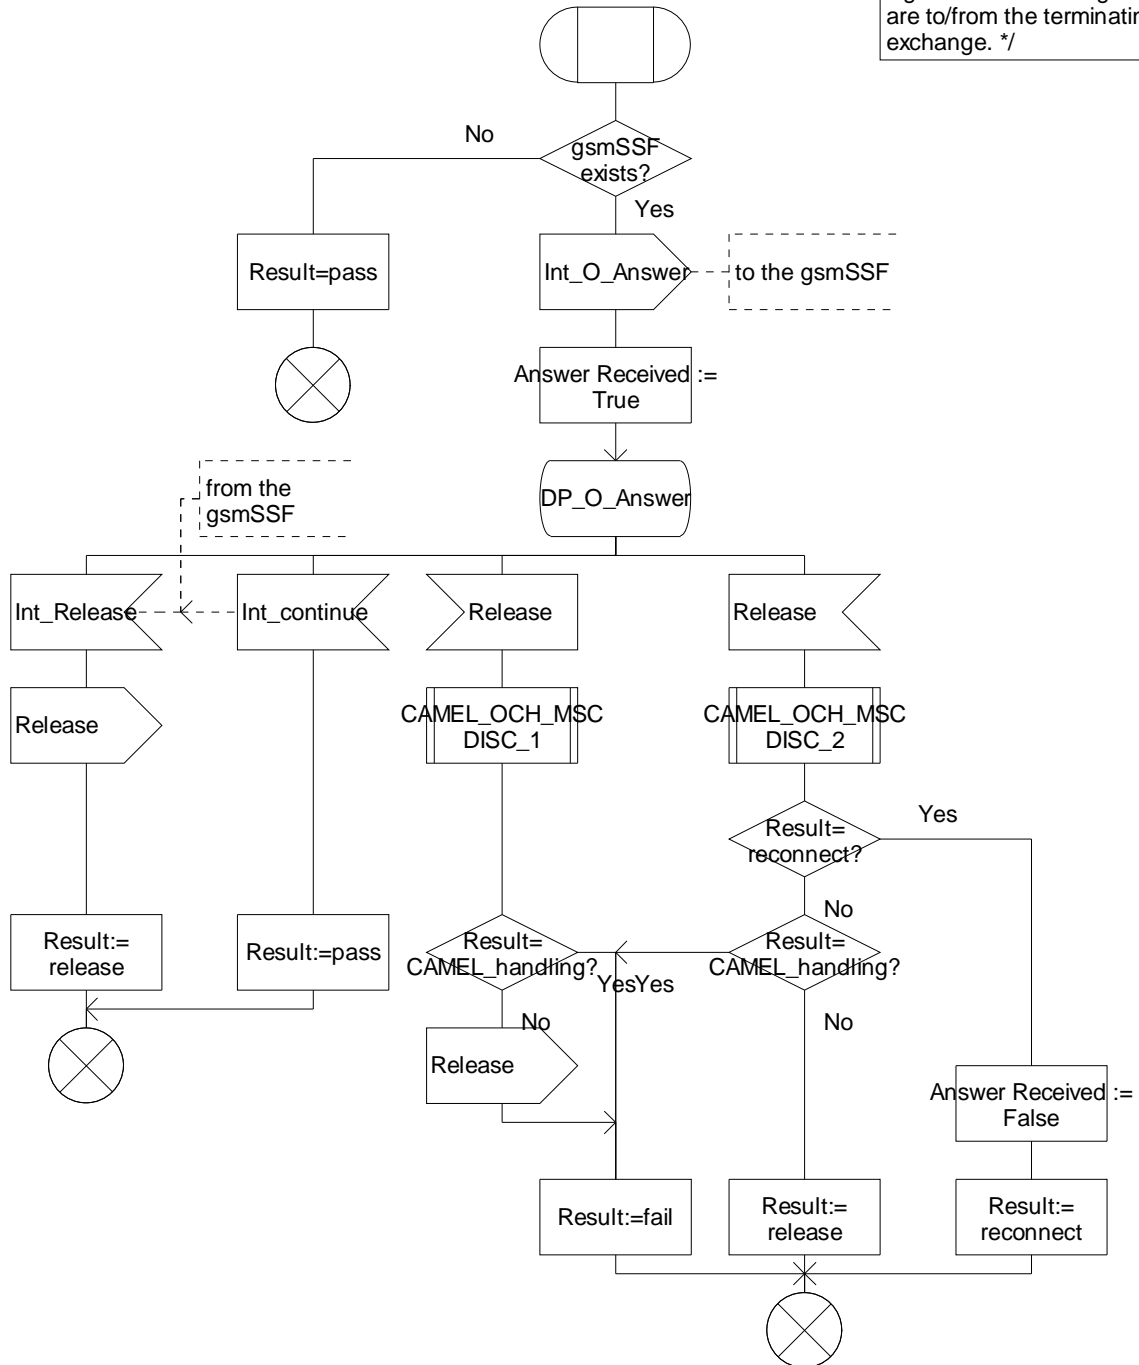 are to/from the terminatin
exchange. */
No
gsmSSF
exists?
Yes
Result=pass
Int_O_Answer
to the gsmSSF
Answer Received :=
True
from the
gsmSSF
DP_O_Answer
Int_Release
Int_continue
Release
Release
Release
CAMEL_OCH_MSC
DISC_1
CAMEL_OCH_MSC
DISC_2
Result=
reconnect?
Yes
No
Result:=
release
Result:=pass
Result=
CAMEL_handling?
Yes
Yes
Result=
CAMEL_handling?
No
No
Release
Answer Received :=
False
Result:=fail
Result:=
release
Result:=
reconnect